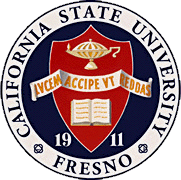 CALIFORNIA STATE UNIVERSITY
LVCEM ACCIPE VT REDDAS
19 11
FRESNO